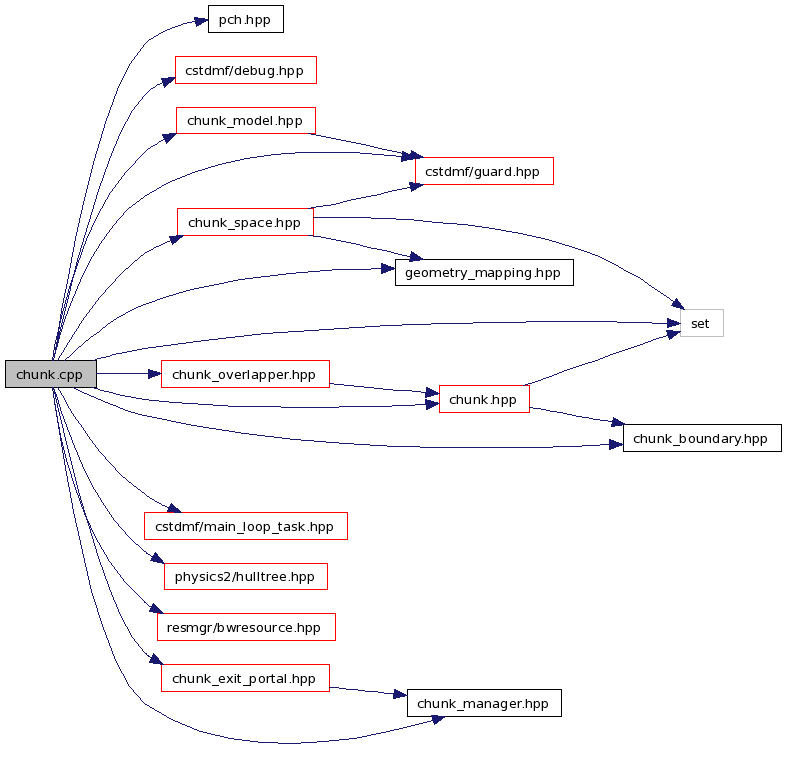 pch.hpp
cstdmf/debug.hpp
chunk_model.hpp
cstdmf/guard.hpp
chunk_space.hpp
geometry_mapping.hpp
set
chunk.cpp
chunk_overlapper.hpp
chunk.hpp
chunk_boundary.hpp
cstdmf/main_loop_task.hpp
physics2/hulltree.hpp
resmgr/bwresource.hpp
chunk_exit_portal.hpp
chunk_manager.hpp